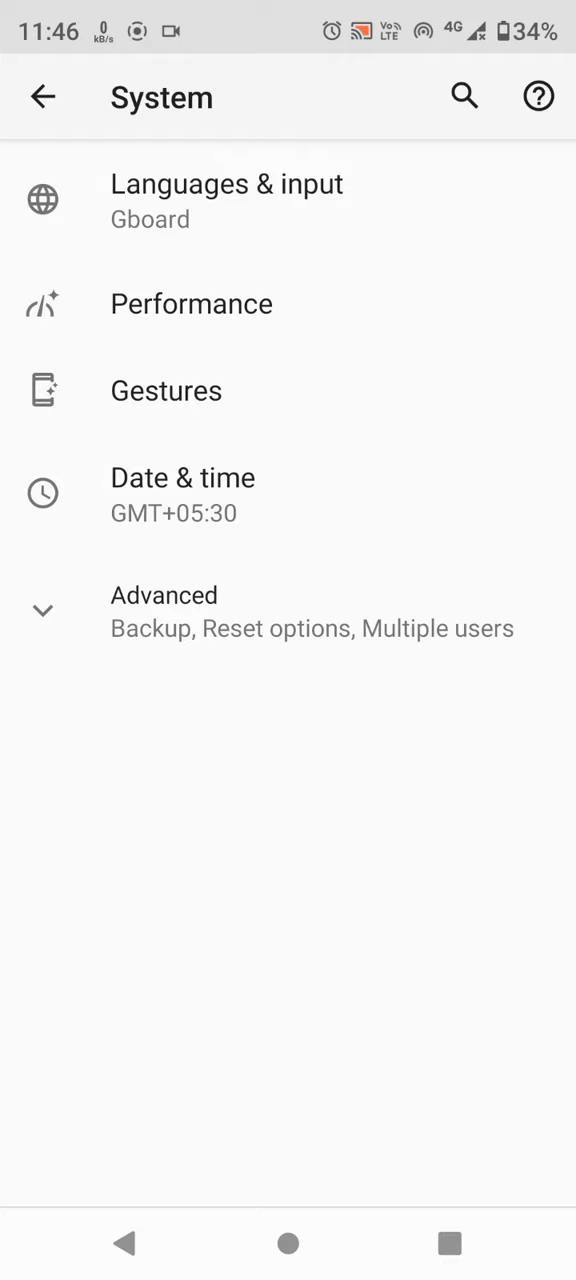 11:46 0 kB/s Vo LTE 4G 34%
System
Languages & input
Gboard
Performance
Gestures
Date & time
GMT+05:30
Advanced
Backup, Reset options, Multiple users